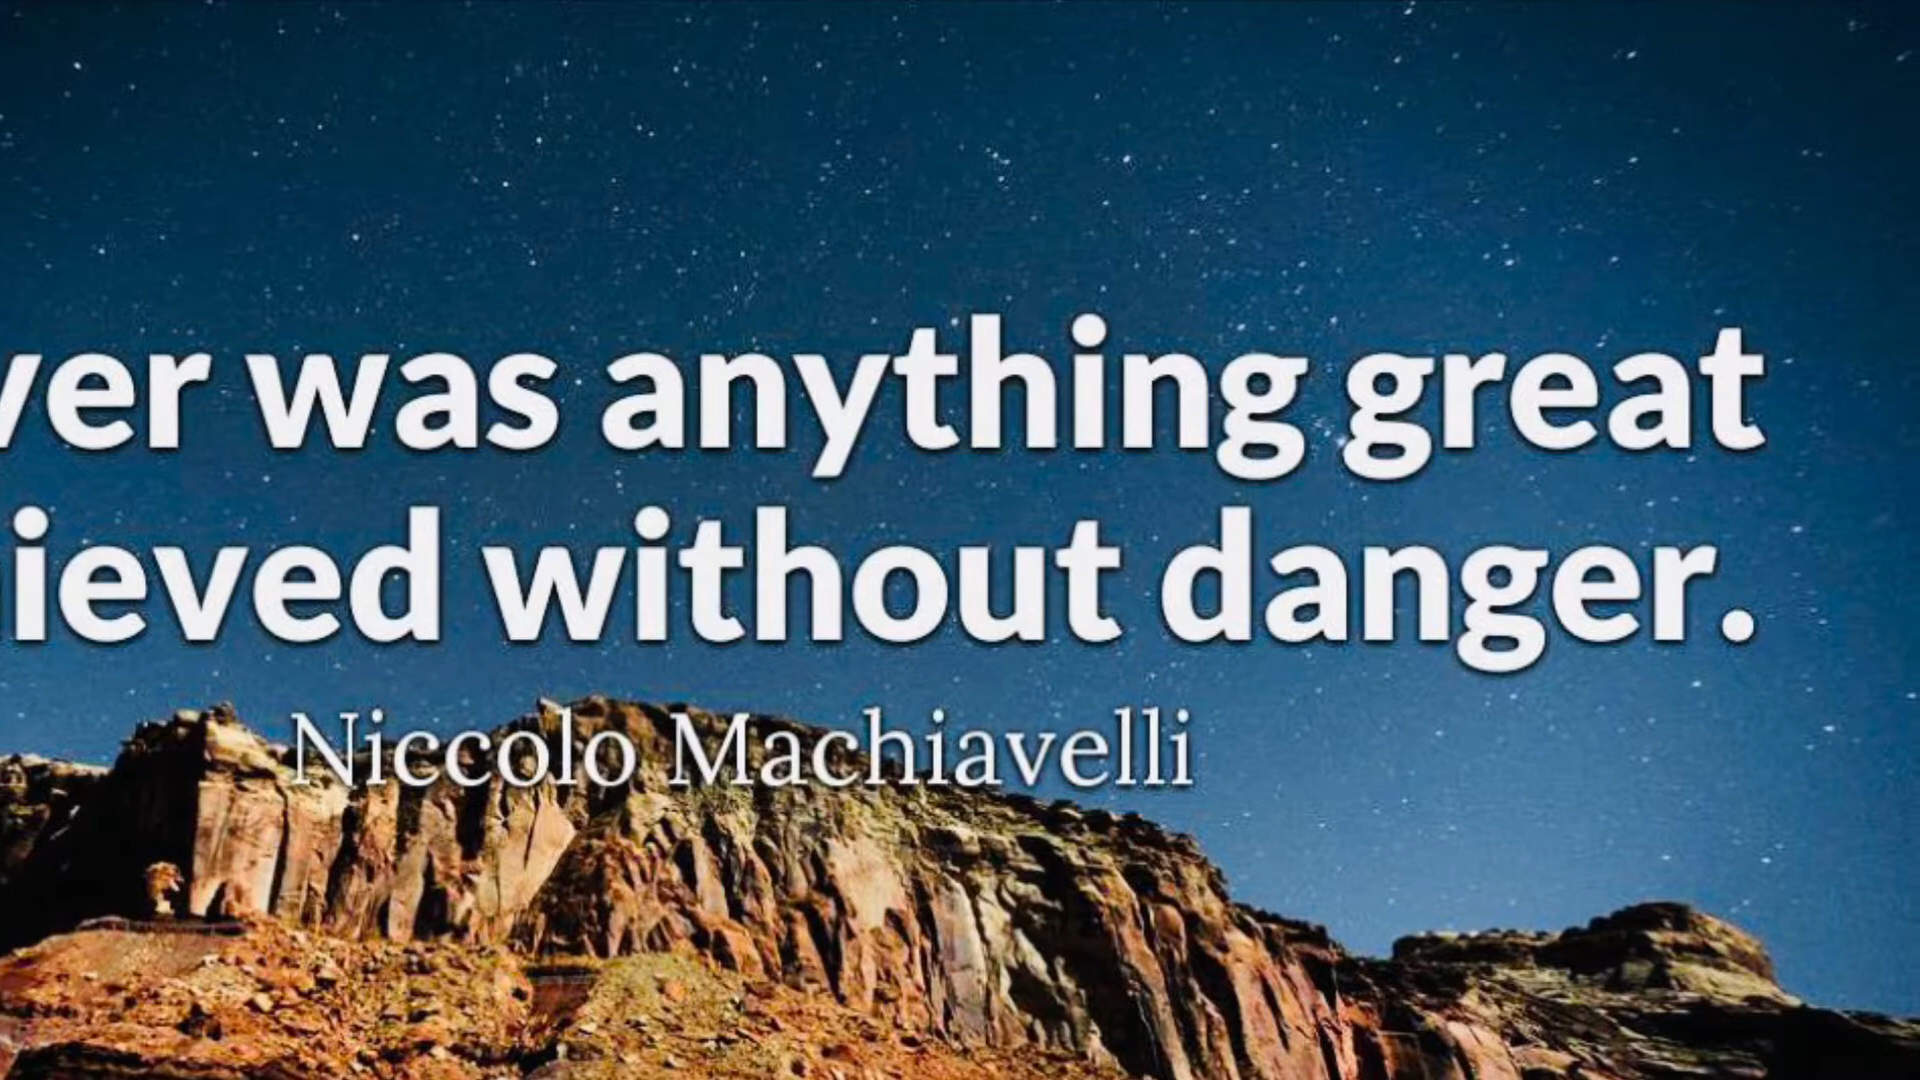 ver was anything great
ieved without danger.
Niccolo Machiavelli